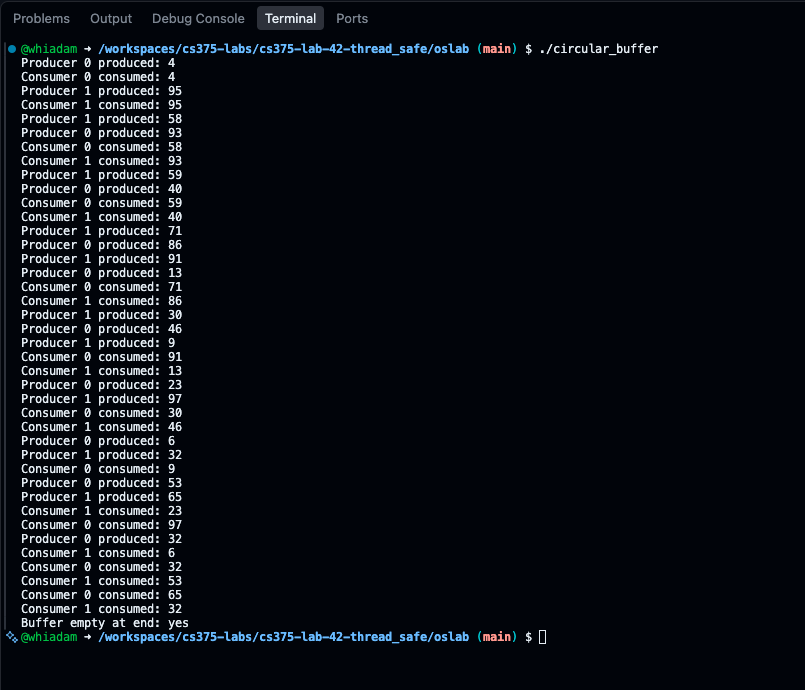 Problems Output Debug Console Terminal Ports
@whiadam → /workspaces/cs375-labs/cs375-lab-42-thread_safe/oslab (main) $ ./circular_buffer
Producer 0 produced: 4
Consumer 0 consumed: 4
Producer 1 produced: 95
Consumer 1 consumed: 95
Producer 1 produced: 58
Producer 0 produced: 93
Consumer 0 consumed: 58
Consumer 1 consumed: 93
Producer 1 produced: 59
Producer 0 produced: 40
Consumer 0 consumed: 59
Consumer 1 consumed: 40
Producer 1 produced: 71
Producer 0 produced: 86
Producer 1 produced: 91
Producer 0 produced: 13
Consumer 0 consumed: 71
Consumer 1 consumed: 86
Producer 1 produced: 30
Producer 0 produced: 46
Producer 1 produced: 9
Consumer 0 consumed: 91
Consumer 1 consumed: 13
Producer 0 produced: 23
Producer 1 produced: 97
Consumer 0 consumed: 30
Consumer 1 consumed: 46
Producer 0 produced: 6
Producer 1 produced: 32
Consumer 0 consumed: 9
Producer 0 produced: 53
Producer 1 produced: 65
Consumer 1 consumed: 23
Consumer 0 consumed: 97
Producer 0 produced: 32
Consumer 1 consumed: 6
Consumer 0 consumed: 32
Consumer 1 consumed: 53
Consumer 0 consumed: 65
Consumer 1 consumed: 32
Buffer empty at end: yes
@whiadam → /workspaces/cs375-labs/cs375-lab-42-thread_safe/oslab (main) $